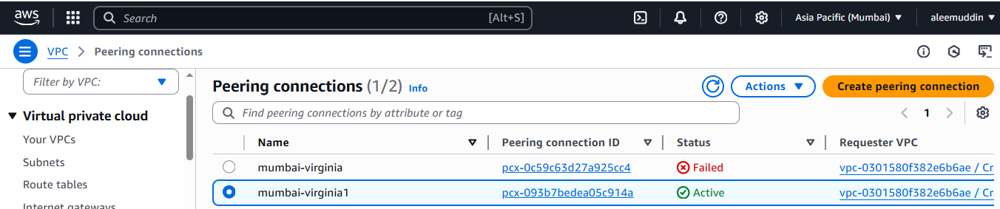 aws Search [Alt+S] Asia Pacific (Mumbai) aleemuddin
VPC Peering connections
Filter by VPC:
Virtual private cloud
Your VPCs
Subnets
Route tables
Internet gateways
Peering connections (1/2) Info Actions Create peering connection
Find peering connections by attribute or tag 1
Name Peering connection ID Status Requester VPC
mumbai-virginia pcx-0c59c63d27a925cc4 Failed vpc-0301580f382e6b6ae / Cr
mumbai-virginia1 pcx-093b7bedea05c914a Active vpc-0301580f382e6b6ae / Cr